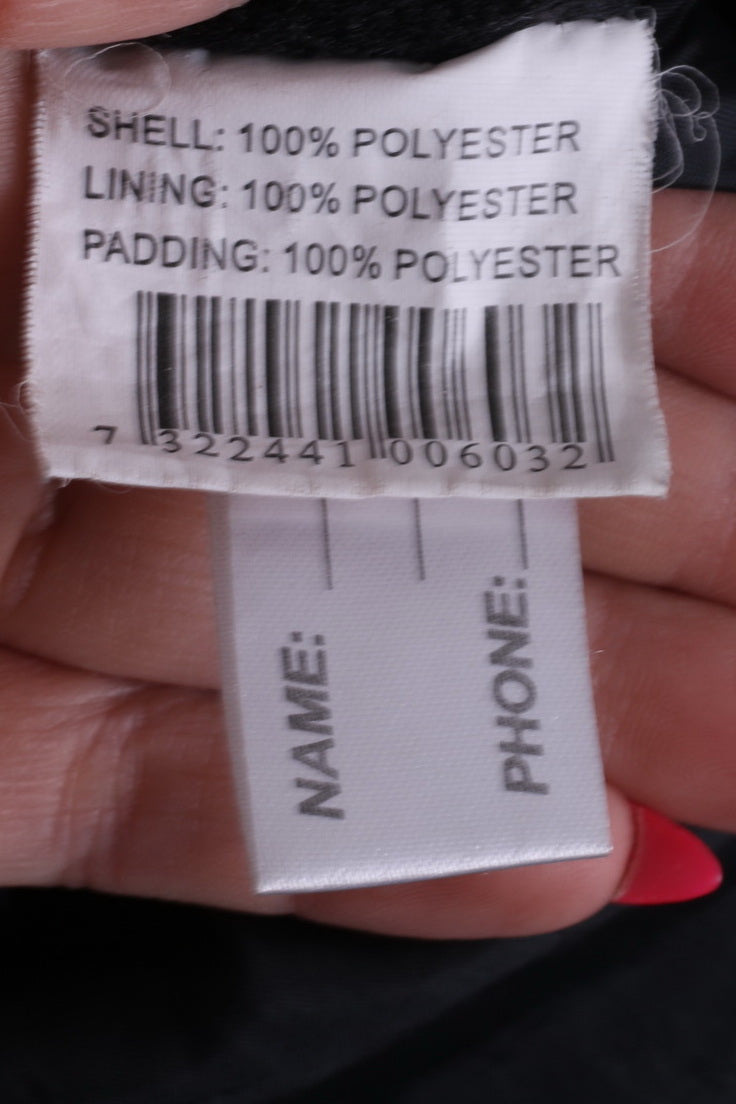 SHELL: 100% POLYESTER
LINING: 100% POLYESTER
PADDING: 100% POLYESTER
7 322441 006032
NAME:
PHONE: